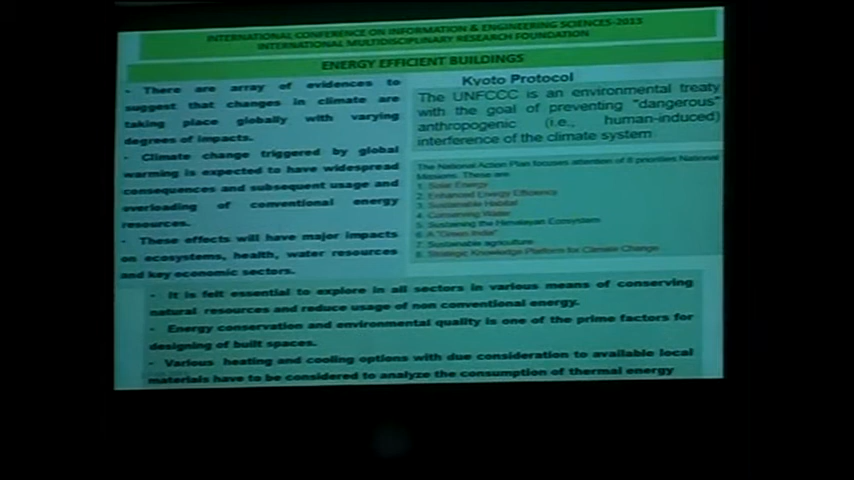 INTERNATIONAL CONFERENCE ON INFORMATION & ENGINEERING SCIENCES-2013
INTERNATIONAL MULTIDISCIPLINARY RESEARCH FOUNDATION
ENERGY EFFICIENT BUILDINGS
• There are array of evidences to
suggest that changes in climate are
taking place globally with varying
degrees of impacts.
• Climate change triggered by global
warming is expected to have widespread
consequences and subsequent usage and
overloading of conventional energy
resources.
• These effects will have major impacts
on ecosystems, health, water resources
and key economic sectors.
Kyoto Protocol
The UNFCCC is an environmental treaty
with the goal of preventing "dangerous"
anthropogenic (i.e., human-induced)
interference of the climate system
The National Action Plan focuses attention of 8 priorities National
Missions. These are
1. Solar Energy
2. Enhanced Energy Efficiency
3. Sustainable Habitat
4. Conserving Water
5. Sustaining the Himalayan Ecosystem
6. A "Green India"
7. Sustainable agriculture
8. Strategic Knowledge Platform for Climate Change
• It is felt essential to explore in all sectors in various means of conserving
natural resources and reduce usage of non conventional energy.
• Energy conservation and environmental quality is one of the prime factors for
designing of built spaces.
• Various heating and cooling options with due consideration to available local
materials have to be considered to analyze the consumption of thermal energy